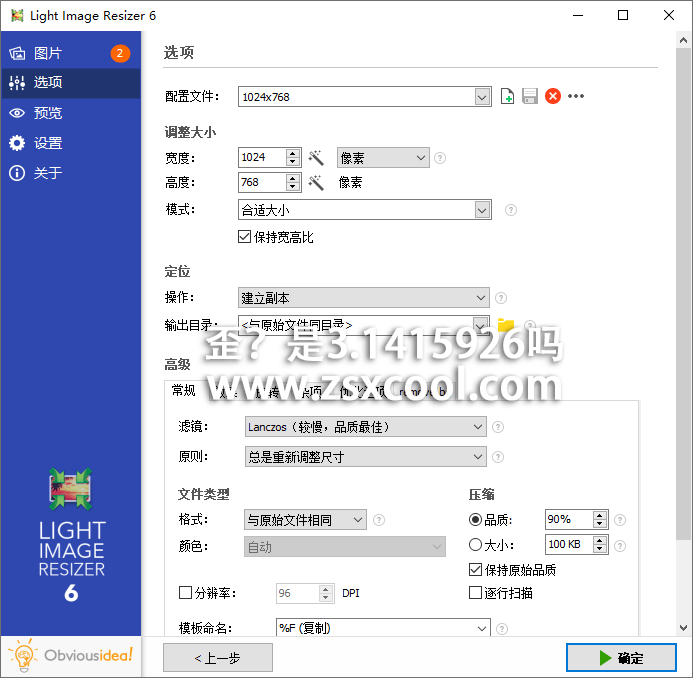 Light Image Resizer 6
图片 2
选项
预览
设置
关于
选项
配置文件: 1024x768
调整大小
宽度: 1024 像素
高度: 768 像素
模式: 合适大小
保持宽高比
定位
操作: 建立副本
输出目录: <与原始文件同目录>
歪？是3.1415926吗
www.zsxcool.com
高级
常规
滤镜: Lanczos（较慢，品质最佳）
原则: 总是重新调整尺寸
文件类型
格式: 与原始文件相同
颜色: 自动
分辨率: 96 DPI
模板命名: %F (复制)
压缩
品质: 90%
大小: 100 KB
保持原始品质
逐行扫描
LIGHT
IMAGE
RESIZER
6
Obviousidea!
<上一步
确定